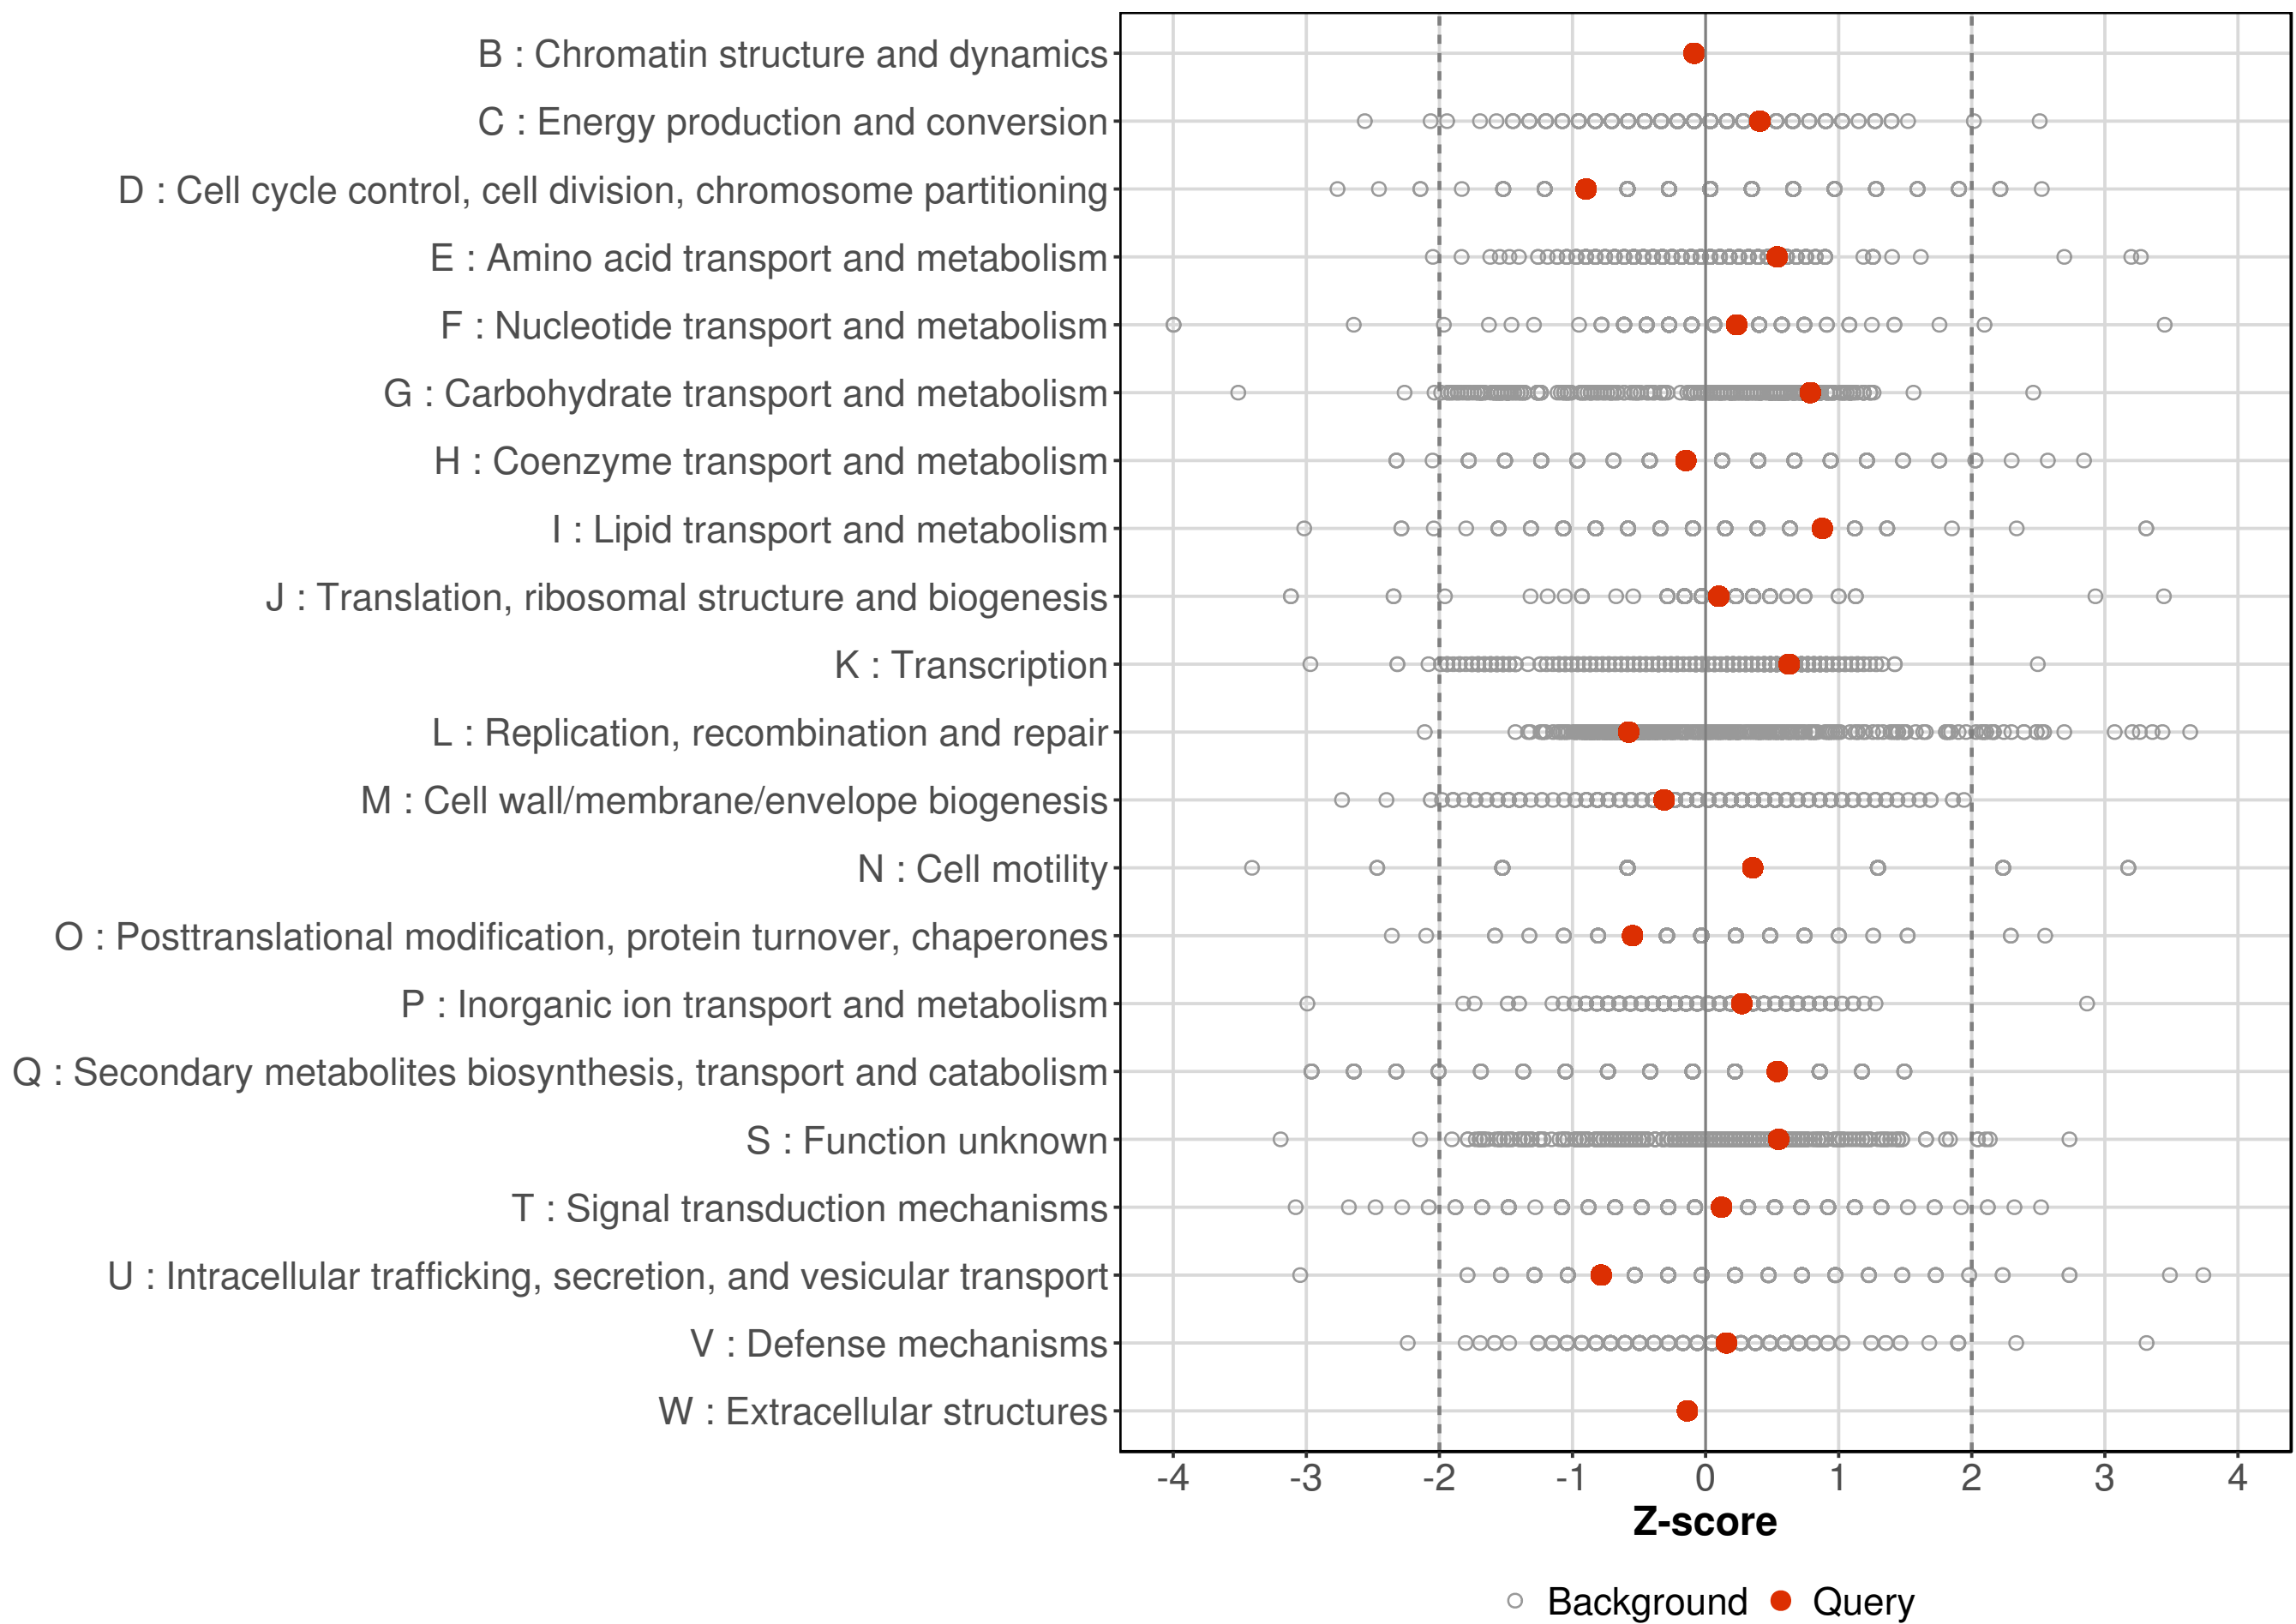 B : Chromatin structure and dynamics
C : Energy production and conversion
D : Cell cycle control, cell division, chromosome partitioning
E : Amino acid transport and metabolism
F : Nucleotide transport and metabolism
G : Carbohydrate transport and metabolism
H : Coenzyme transport and metabolism
I : Lipid transport and metabolism
J : Translation, ribosomal structure and biogenesis
K : Transcription
L : Replication, recombination and repair
M : Cell wall/membrane/envelope biogenesis
N : Cell motility
O : Posttranslational modification, protein turnover, chaperones
P : Inorganic ion transport and metabolism
Q : Secondary metabolites biosynthesis, transport and catabolism
S : Function unknown
T : Signal transduction mechanisms
U : Intracellular trafficking, secretion, and vesicular transport
V : Defense mechanisms
W : Extracellular structures
-4 -3 -2 -1 0 1 2 3 4
Z-score
Background Query